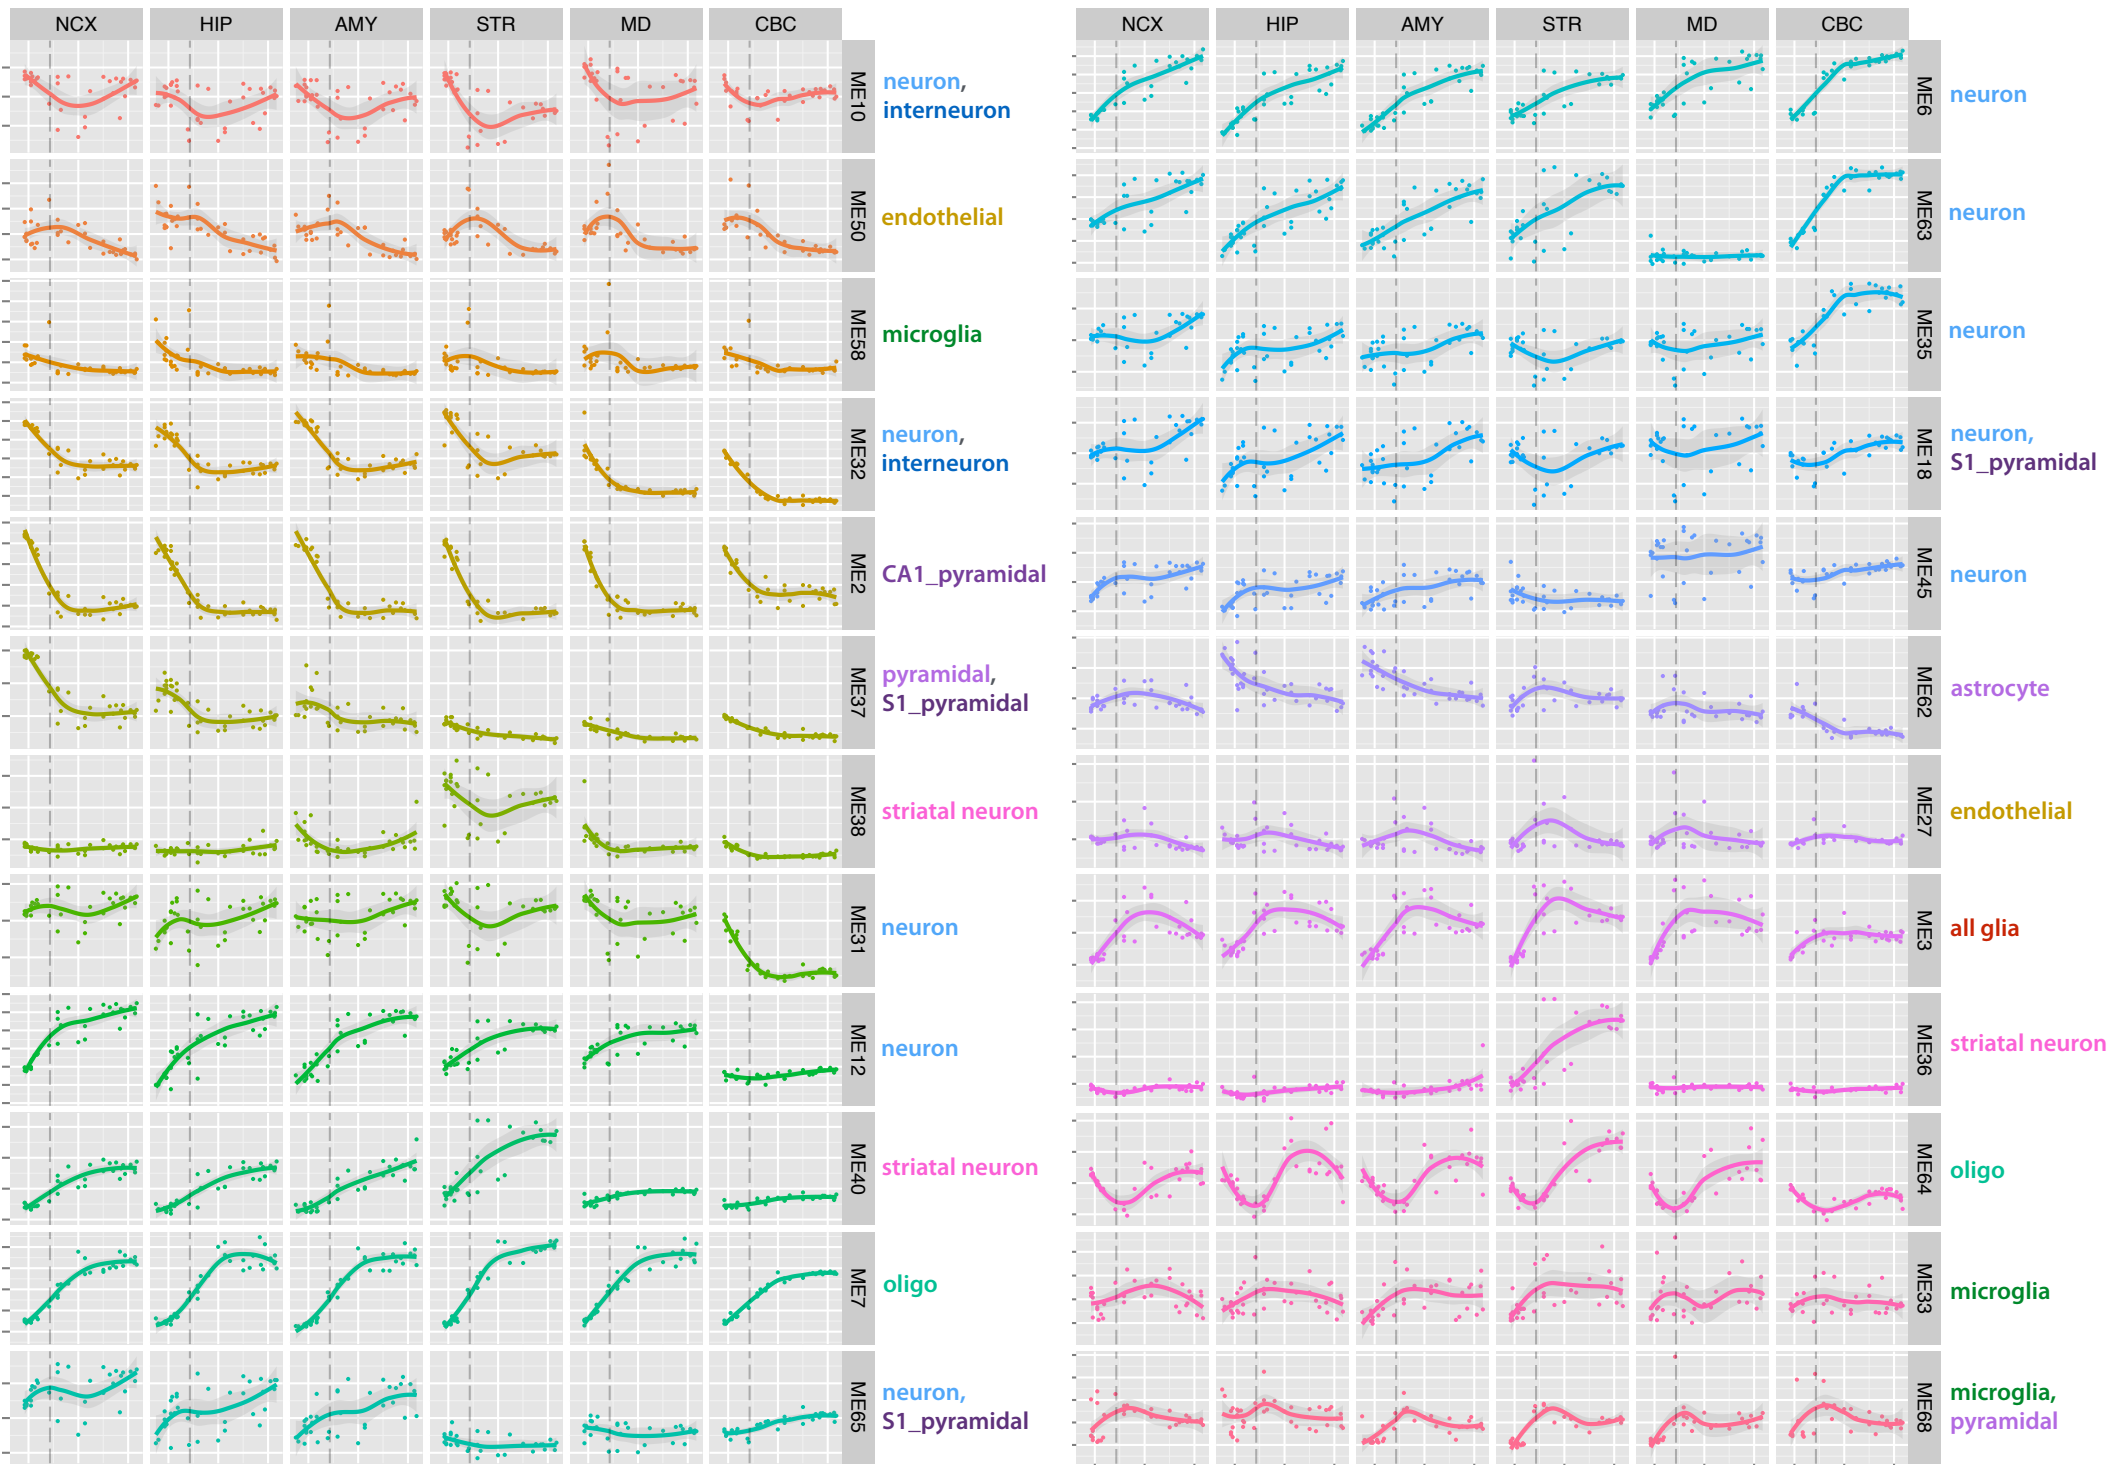 NCX HIP AMY STR MD CBC
ME10
neuron,
interneuron
ME50
endothelial
ME58
microglia
ME32
neuron,
interneuron
ME2
CA1_pyramidal
ME37
pyramidal,
S1_pyramidal
ME38
striatal neuron
ME31
neuron
ME12
neuron
ME40
striatal neuron
ME7
oligo
ME65
neuron,
S1_pyramidal
NCX HIP AMY STR MD CBC
ME6
neuron
ME63
neuron
ME35
neuron
ME18
neuron,
S1_pyramidal
ME45
neuron
ME62
astrocyte
ME27
endothelial
ME3
all glia
ME36
striatal neuron
ME64
oligo
ME33
microglia
ME68
microglia,
pyramidal